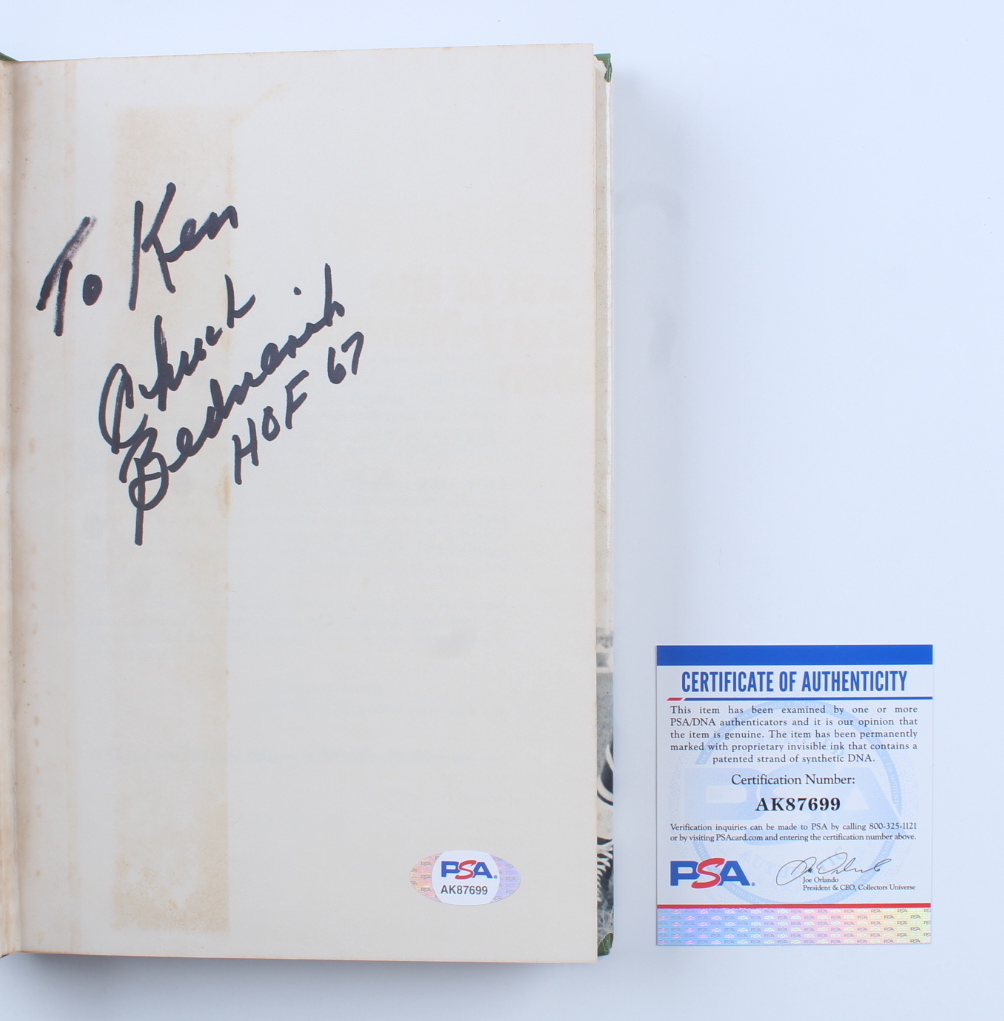 To Ken
Chuck
Bednarik
HOF 67
PSA
AK87699
CERTIFICATE OF AUTHENTICITY
This item has been examined by one or more
PSA/DNA authenticators and it is our opinion that
the item is genuine. The item has been permanently
marked with proprietary invisible ink that contains a
patented strand of synthetic DNA.
Certification Number:
AK87699
Verification inquiries can be made to PSA by calling 800-325-1121
or by visiting PSAcard.com and entering the certification number above.
PSA.
Joe Orlando
President & CEO, Collectors Universe